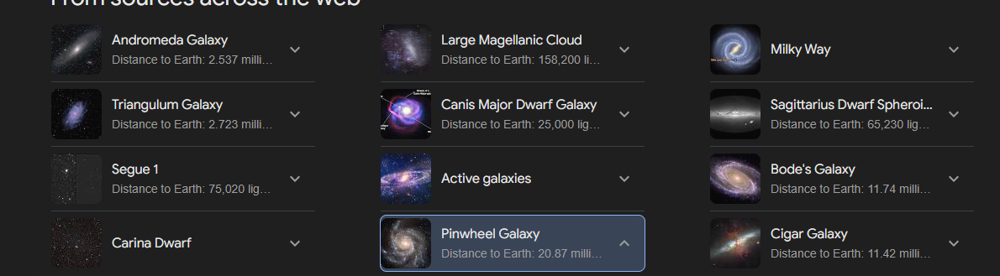 From sources across the web
Andromeda Galaxy
Distance to Earth: 2.537 milli...
Large Magellanic Cloud
Distance to Earth: 158,200 li...
Milky Way
Triangulum Galaxy
Distance to Earth: 2.723 milli...
Canis Major Dwarf Galaxy
Distance to Earth: 25,000 lig...
Sagittarius Dwarf Spheroi...
Distance to Earth: 65,230 lig...
Segue 1
Distance to Earth: 75,020 lig...
Active galaxies
Bode's Galaxy
Distance to Earth: 11.74 milli...
Carina Dwarf
Pinwheel Galaxy
Distance to Earth: 20.87 milli...
Cigar Galaxy
Distance to Earth: 11.42 milli...